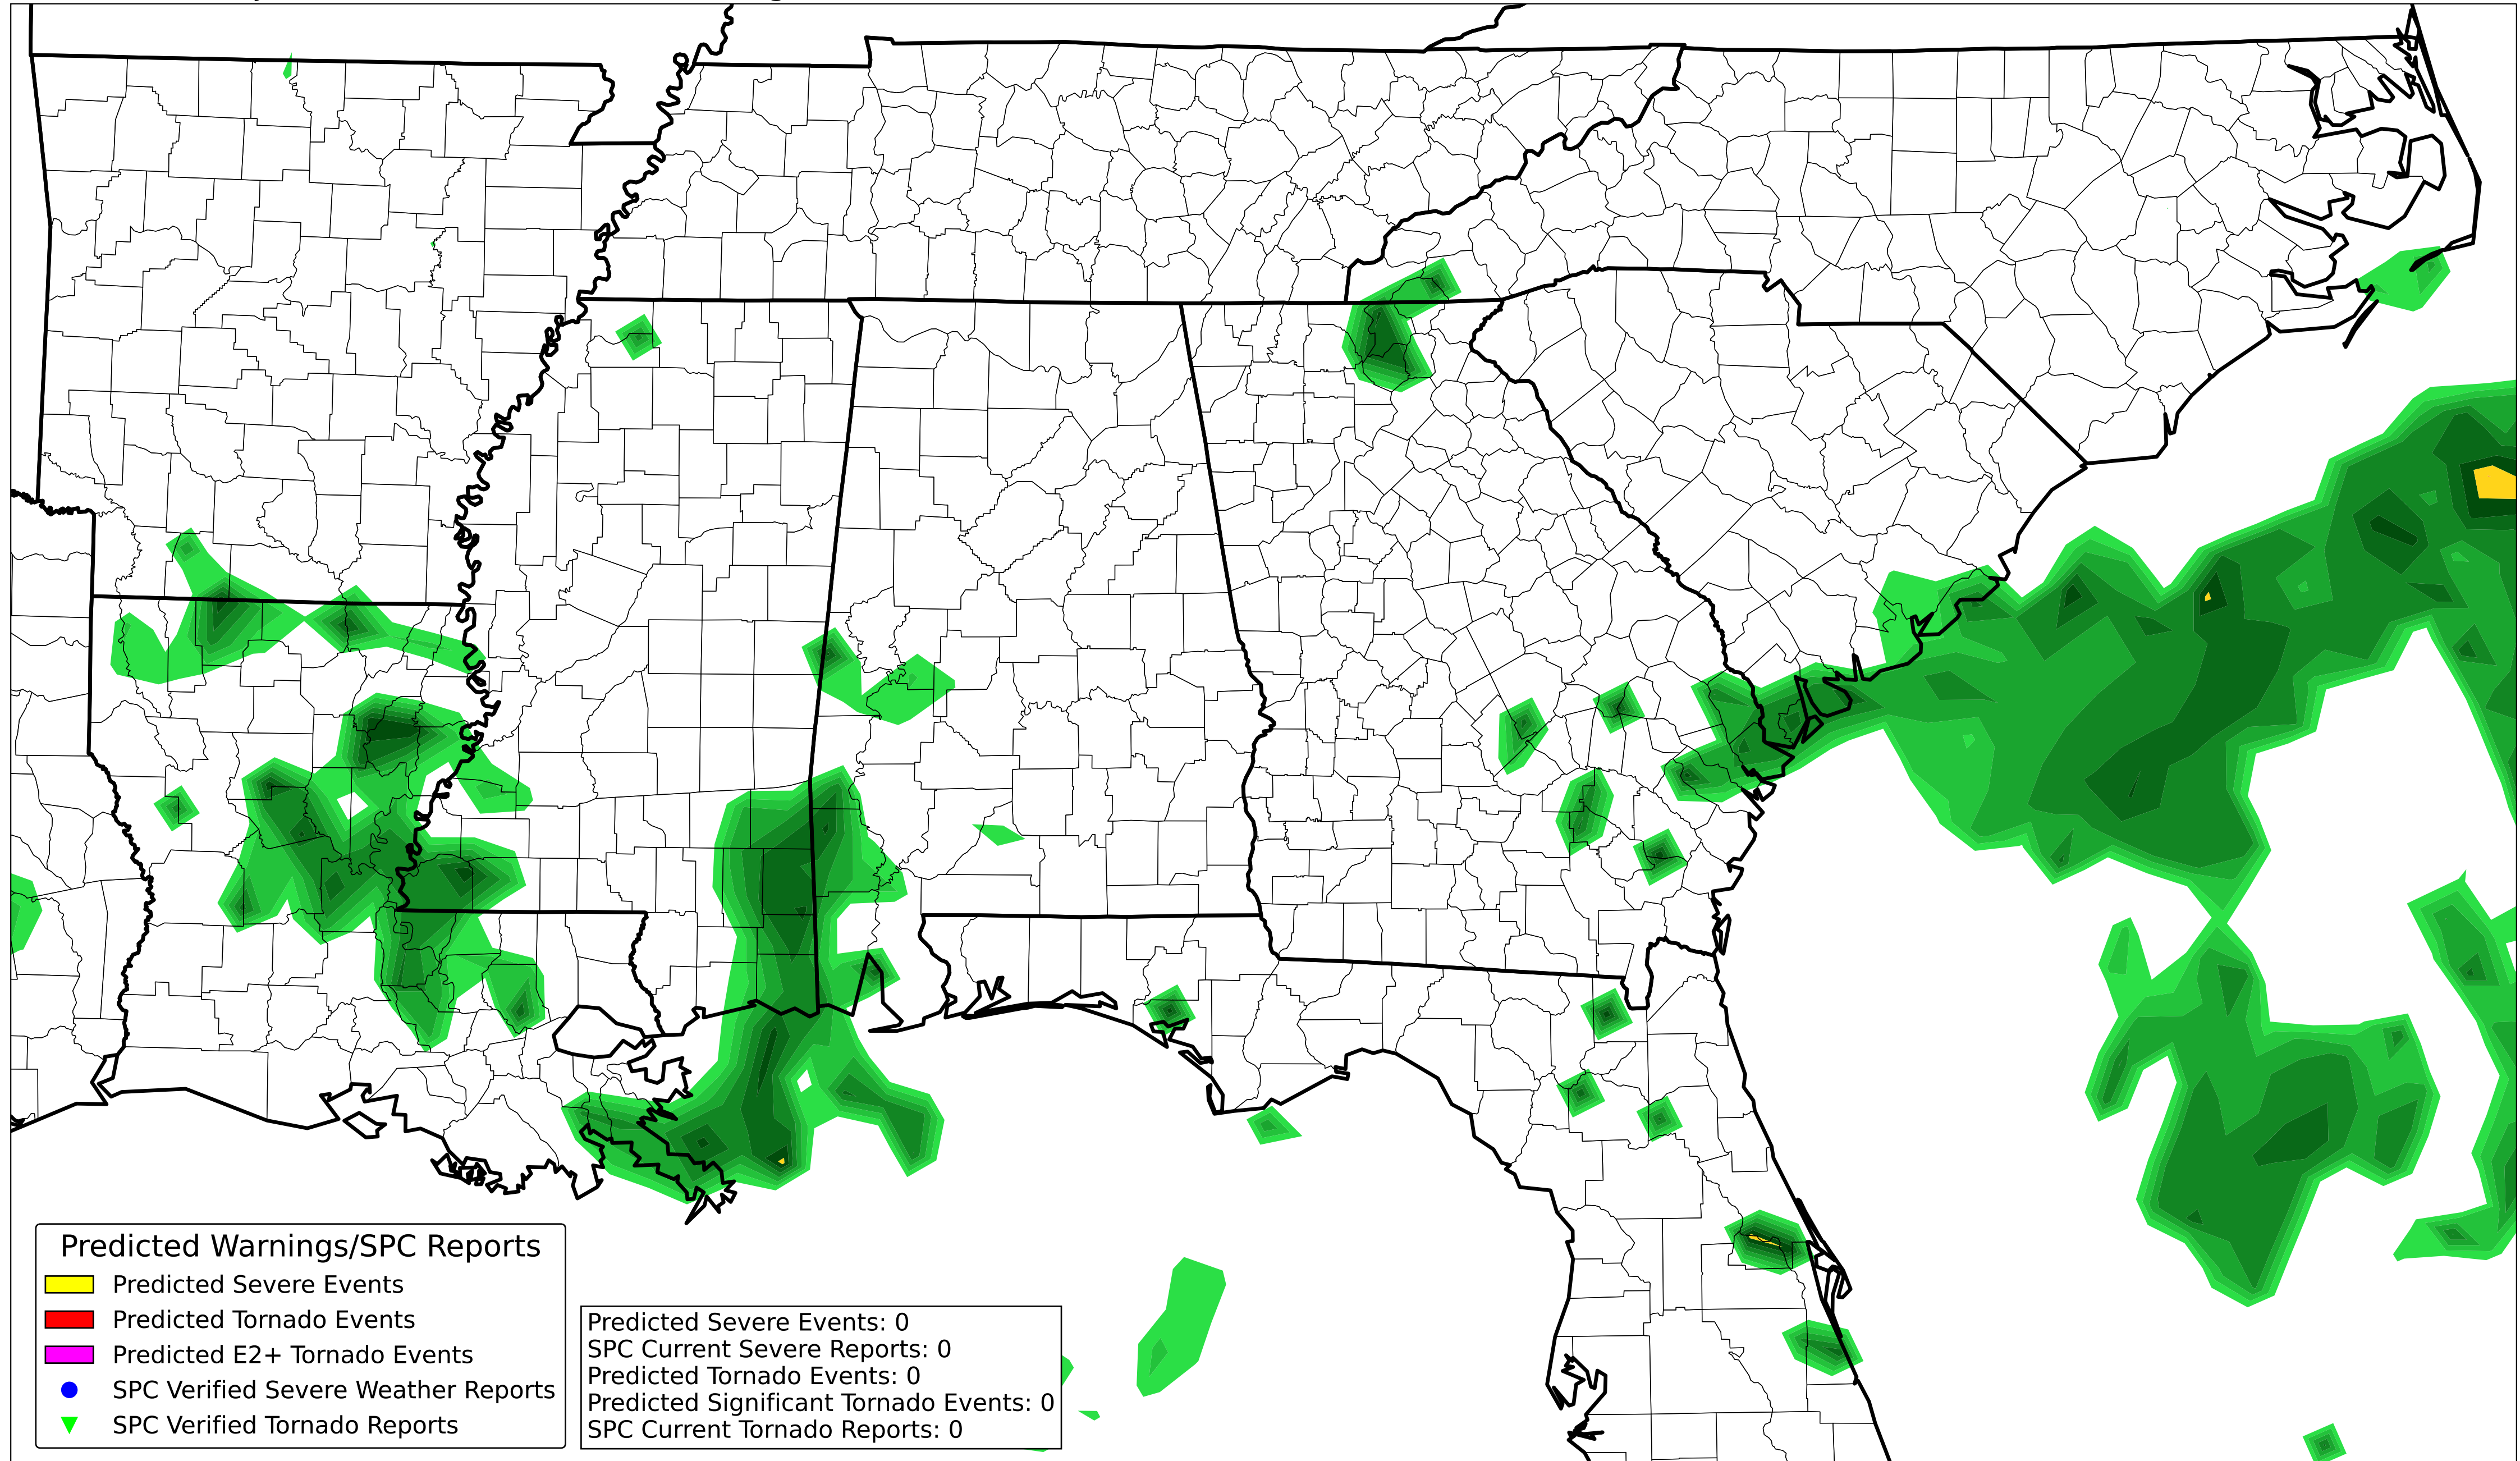 Predicted Warnings/SPC Reports
Predicted Severe Events
Predicted Tornado Events
Predicted E2+ Tornado Events
SPC Verified Severe Weather Reports
SPC Verified Tornado Reports
Predicted Severe Events: 0
SPC Current Severe Reports: 0
Predicted Tornado Events: 0
Predicted Significant Tornado Events: 0
SPC Current Tornado Reports: 0